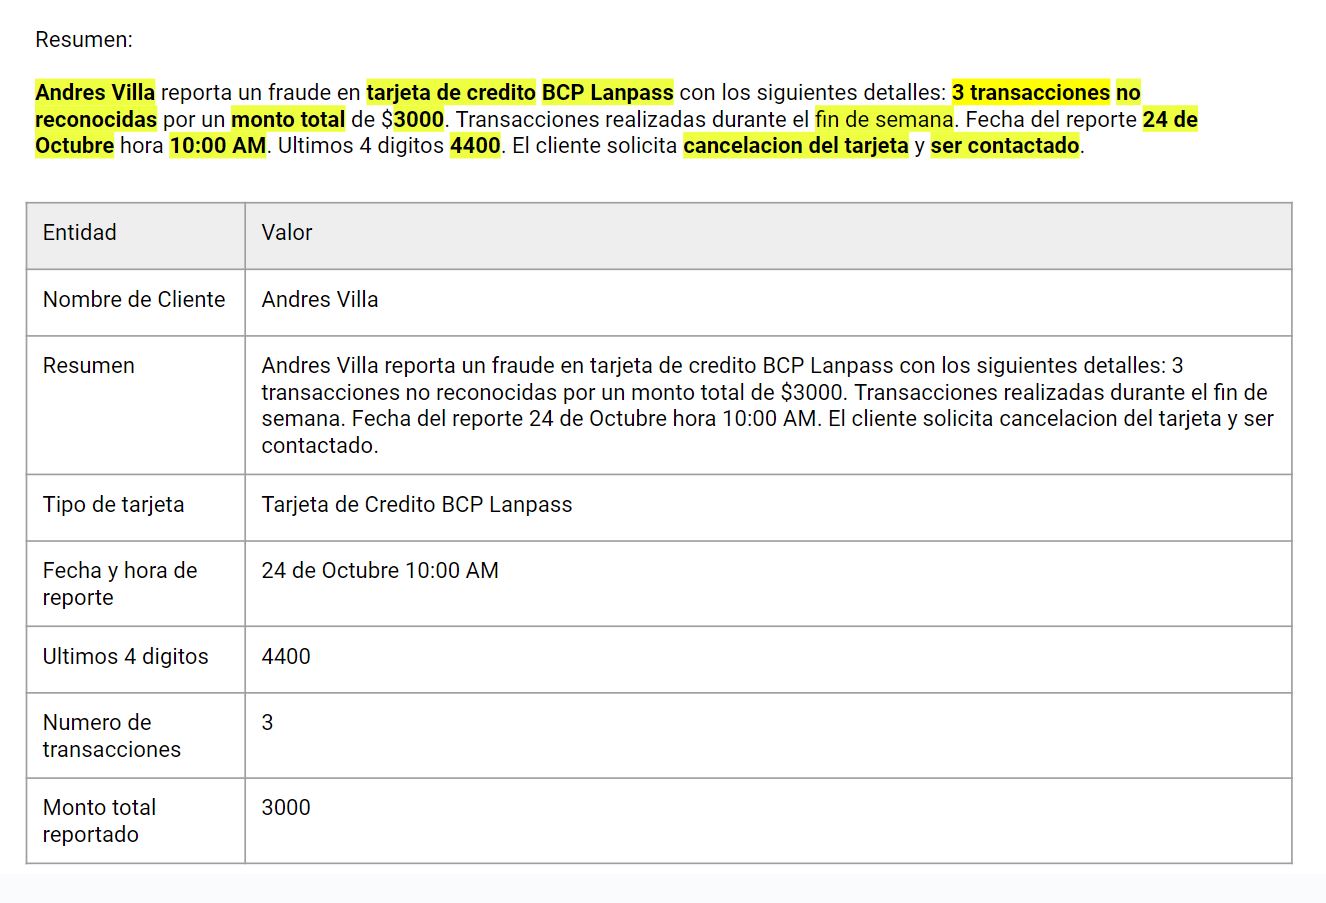 Resumen:
Andres Villa reporta un fraude en tarjeta de credito BCP Lanpass con los siguientes detalles: 3 transacciones no
reconocidas por un monto total de $3000. Transacciones realizadas durante el fin de semana. Fecha del reporte 24 de
Octubre hora 10:00 AM. Ultimos 4 digitos 4400. El cliente solicita cancelacion del tarjeta y ser contactado.
Entidad Valor
Nombre de Cliente Andres Villa
Resumen Andres Villa reporta un fraude en tarjeta de credito BCP Lanpass con los siguientes detalles: 3
transacciones no reconocidas por un monto total de $3000. Transacciones realizadas durante el fin de
semana. Fecha del reporte 24 de Octubre hora 10:00 AM. El cliente solicita cancelacion del tarjeta y ser
contactado.
Tipo de tarjeta Tarjeta de Credito BCP Lanpass
Fecha y hora de 24 de Octubre 10:00 AM
reporte
Ultimos 4 digitos 4400
Numero de 3
transacciones
Monto total 3000
reportado